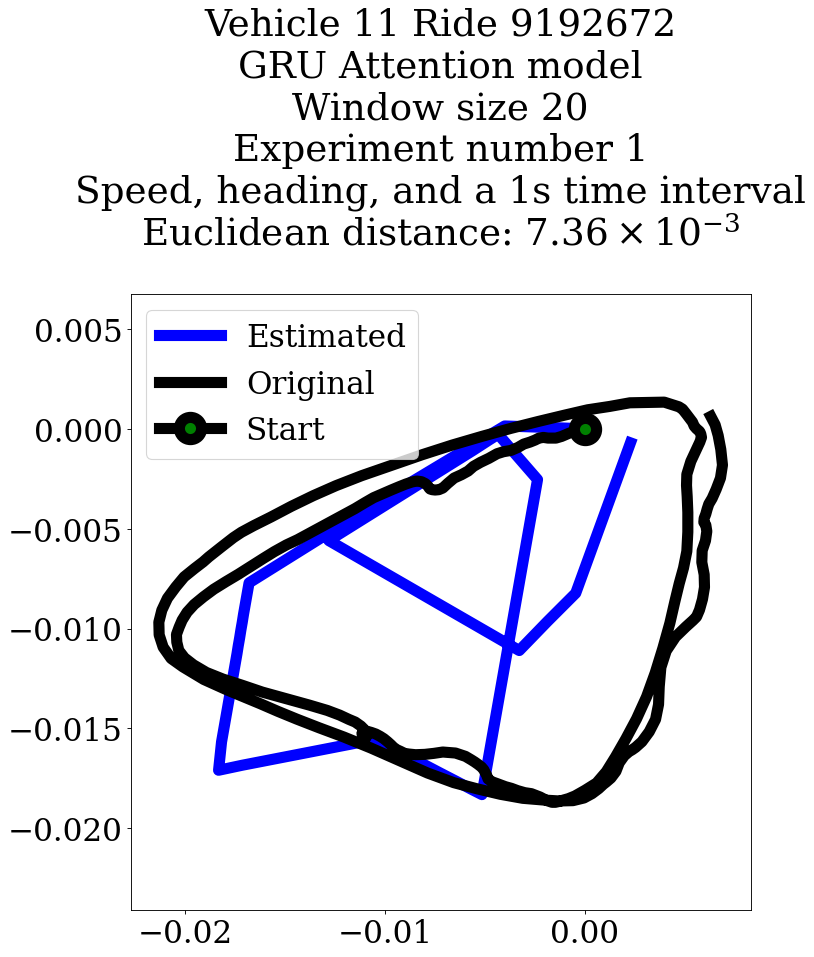 Vehicle 11 Ride 9192672
GRU Attention model
Window size 20
Experiment number 1
Speed, heading, and a 1s time interval
Euclidean distance: 7.36 × 10⁻³
Estimated
Original
Start
0.005
0.000
−0.005
−0.010
−0.015
−0.020
−0.02
−0.01
0.00